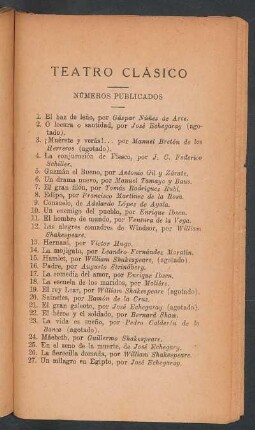 TEATRO CLÁSICO
NÚMEROS PUBLICADOS
1. El haz de leño, por Gaspar Núñez de Arce.
2. O locura o santidad, por José Echegaray (ago-
tado).
3. ¡Muérete y verás!... por Manuel Bretón de los
Herreros (agotado).
4. La conjuración de Fiesco, por J. C. Federico
Schiller.
5. Guzmán el Bueno, por Antonio Gil y Zárate.
6. Un drama nuevo, por Manuel Tamayo y Baus.
7. El gran filón, por Tomás Rodríguez Rubí.
8. Edipo, por Francisco Martínez de la Rosa.
9. Consuelo, de Adelardo López de Ayala.
10. Un enemigo del pueblo, por Enrique Ibsen.
11. El hombre de mundo, por Ventura de la Vega.
12. Las alegres comadres de Windsor, por William
Shakespeare.
13. Hernani, por Víctor Hugo.
14. La mojigata, por Leandro Fernández Moratín.
15. Hamlet, por William Shakespeare, (agotado)
16. Padre, por Augusto Steindberg.
17. La comedia del amor, por Enrique Ibsen.
18. La escuela de los maridos, por Molière.
19. El rey Lear, por William Shakespeare (agotado).
20. Sainetes, por Ramón de la Cruz.
21. El gran galeoto, por José Echegaray (agotado).
22. El héroe y el soldado, por Bernard Shaw.
23. La vida es sueño, por Pedro Calderón de la
Barca (agotado).
24. Mácbeth, por Guillermo Shakespeare.
25. En el seno de la muerte, de José Echegaray.
26. La fierecilla domada, por William Shakespeare.
27. Un milagro en Egipto, por José Echegaray.